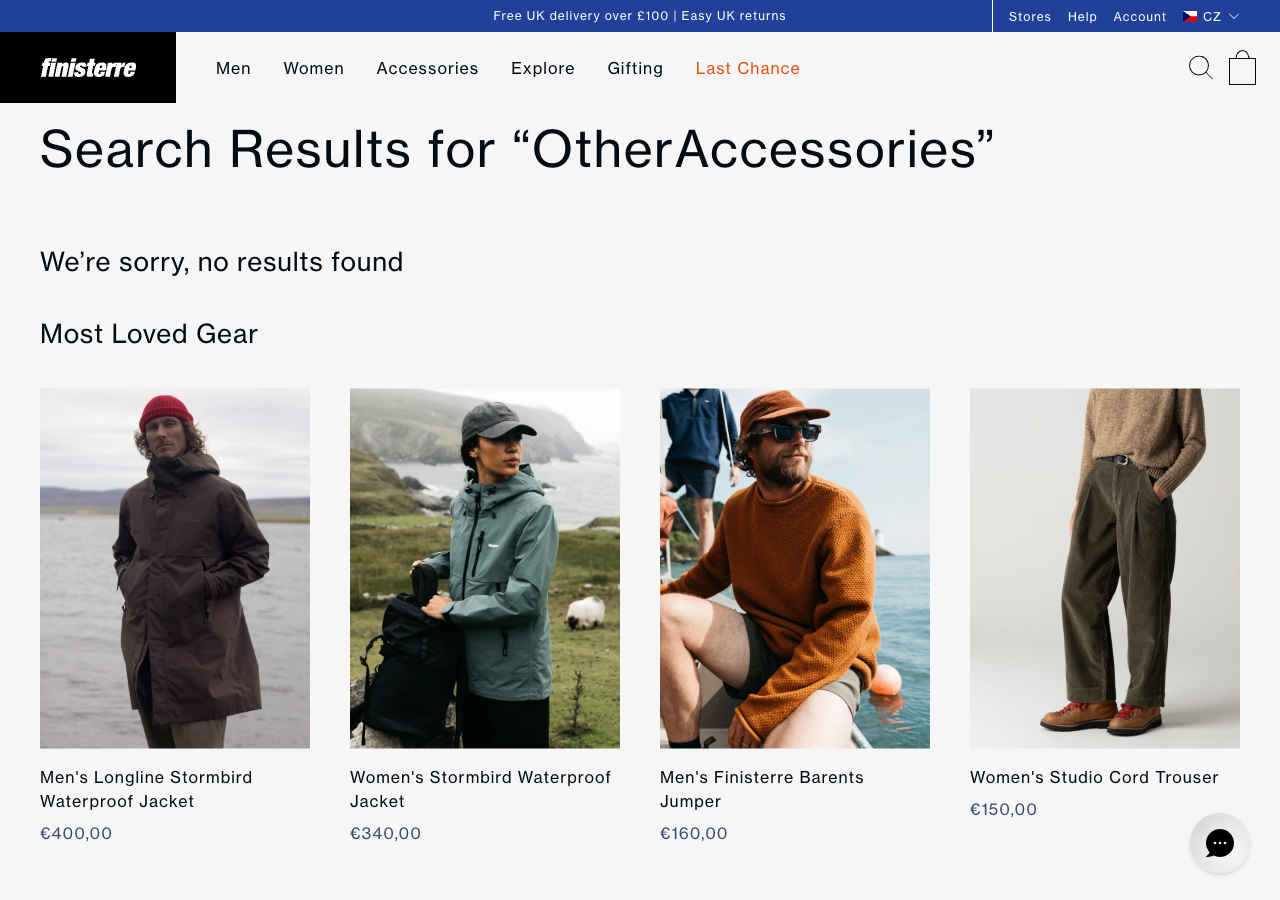 Free UK delivery over £100 | Easy UK returns
Stores Help Account CZ
finisterre
Men Women Accessories Explore Gifting Last Chance
Search Results for “OtherAccessories”
We’re sorry, no results found
Most Loved Gear
Men's Longline Stormbird
Waterproof Jacket
€400,00
Women's Stormbird Waterproof
Jacket
€340,00
Men's Finisterre Barents
Jumper
€160,00
Women's Studio Cord Trouser
€150,00